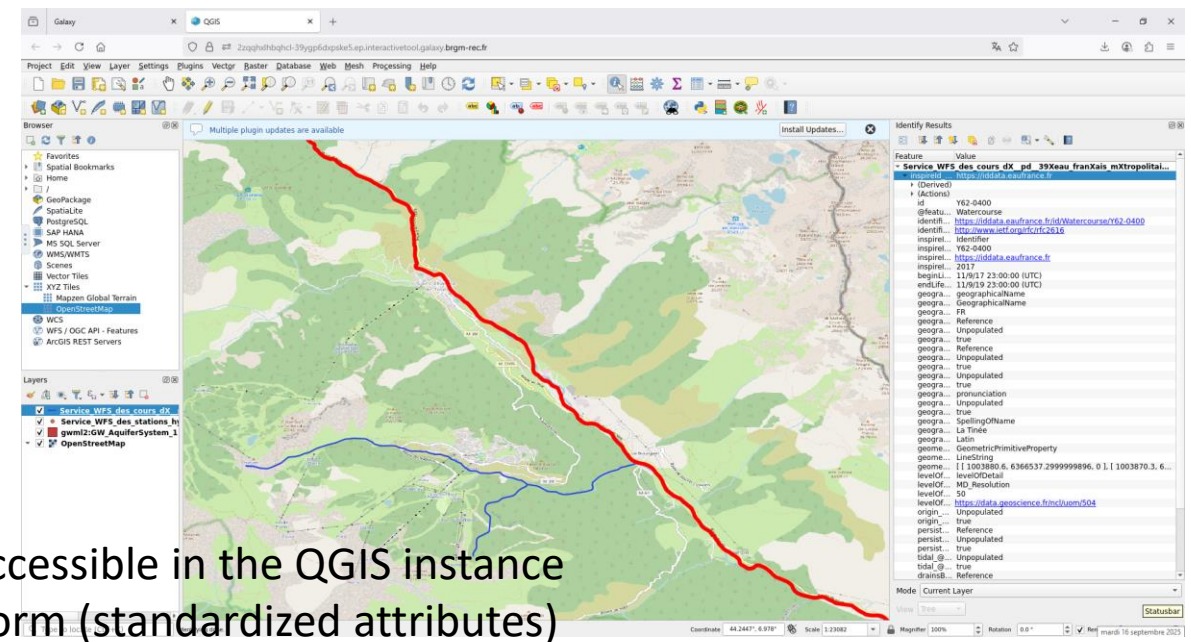 Galaxy
QGIS
2zqqhxlhbqhcl-39ygp6dxpske5.ep.interactivetool.galaxy.brgm-rec.fr
Project Edit View Layer Settings Plugins Vector Raster Database Web Mesh Processing Help
Browser
Multiple plugin updates are available
Install Updates...
Identify Results
Favorites
Spatial Bookmarks
Home
/
GeoPackage
SpatiaLite
PostgreSQL
SAP HANA
MS SQL Server
WMS/WMTS
Scenes
Vector Tiles
XYZ Tiles
Mapzen Global Terrain
OpenStreetMap
WCS
WFS / OGC API - Features
ArcGIS REST Servers
Layers
Service_WFS_des_cours_dX_
Service_WFS_des_stations_hy
gwml2:GW_AquiferSystem_1
OpenStreetMap
Feature Value
Service_WFS_des_cours_dX__pd__39Xeau_franXais_mXtropolitai...
inspireId_... https://iddata.eaufrance.fr
(Derived)
(Actions)
id Y62-0400
@featu... Watercourse
identifi... https://iddata.eaufrance.fr/id/Watercourse/Y62-0400
identifi... http://www.ietf.org/rfc/rfc2616
inspireI... Identifier
inspireI... Y62-0400
inspireI... https://iddata.eaufrance.fr
inspireI... 2017
beginLi... 11/9/17 23:00:00 (UTC)
endLife... 11/9/19 23:00:00 (UTC)
geogra... geographicalName
geogra... GeographicalName
geogra... FR
geogra... Reference
geogra... Unpopulated
geogra... true
geogra... Reference
geogra... Unpopulated
geogra... true
geogra... Unpopulated
geogra... true
geogra... pronunciation
geogra... Unpopulated
geogra... true
geogra... SpellingOfName
geogra... La Tinée
geogra... Latin
geome... GeometricPrimitiveProperty
geome... LineString
geome... [ [ 1003880.6, 6366537.2999999896, 0 ], [ 1003870.3, 6...
levelOf... levelOfDetail
levelOf... MD_Resolution
levelOf... 50
levelOf... https://data.geoscience.fr/ncl/uom/504
origin_... Unpopulated
origin_... true
persist... Reference
persist... Unpopulated
persist... true
tidal_@... Unpopulated
tidal_@... true
drainsB... Reference
Mode Current Layer
View Tree
Statusbar
ccessible in the QGIS instance
orm (standardized attributes)
Coordinate 44.2447°, 6.978° Scale 1:23082 Magnifier 100% Rotation 0.0°
mardi 16 septembre 2025